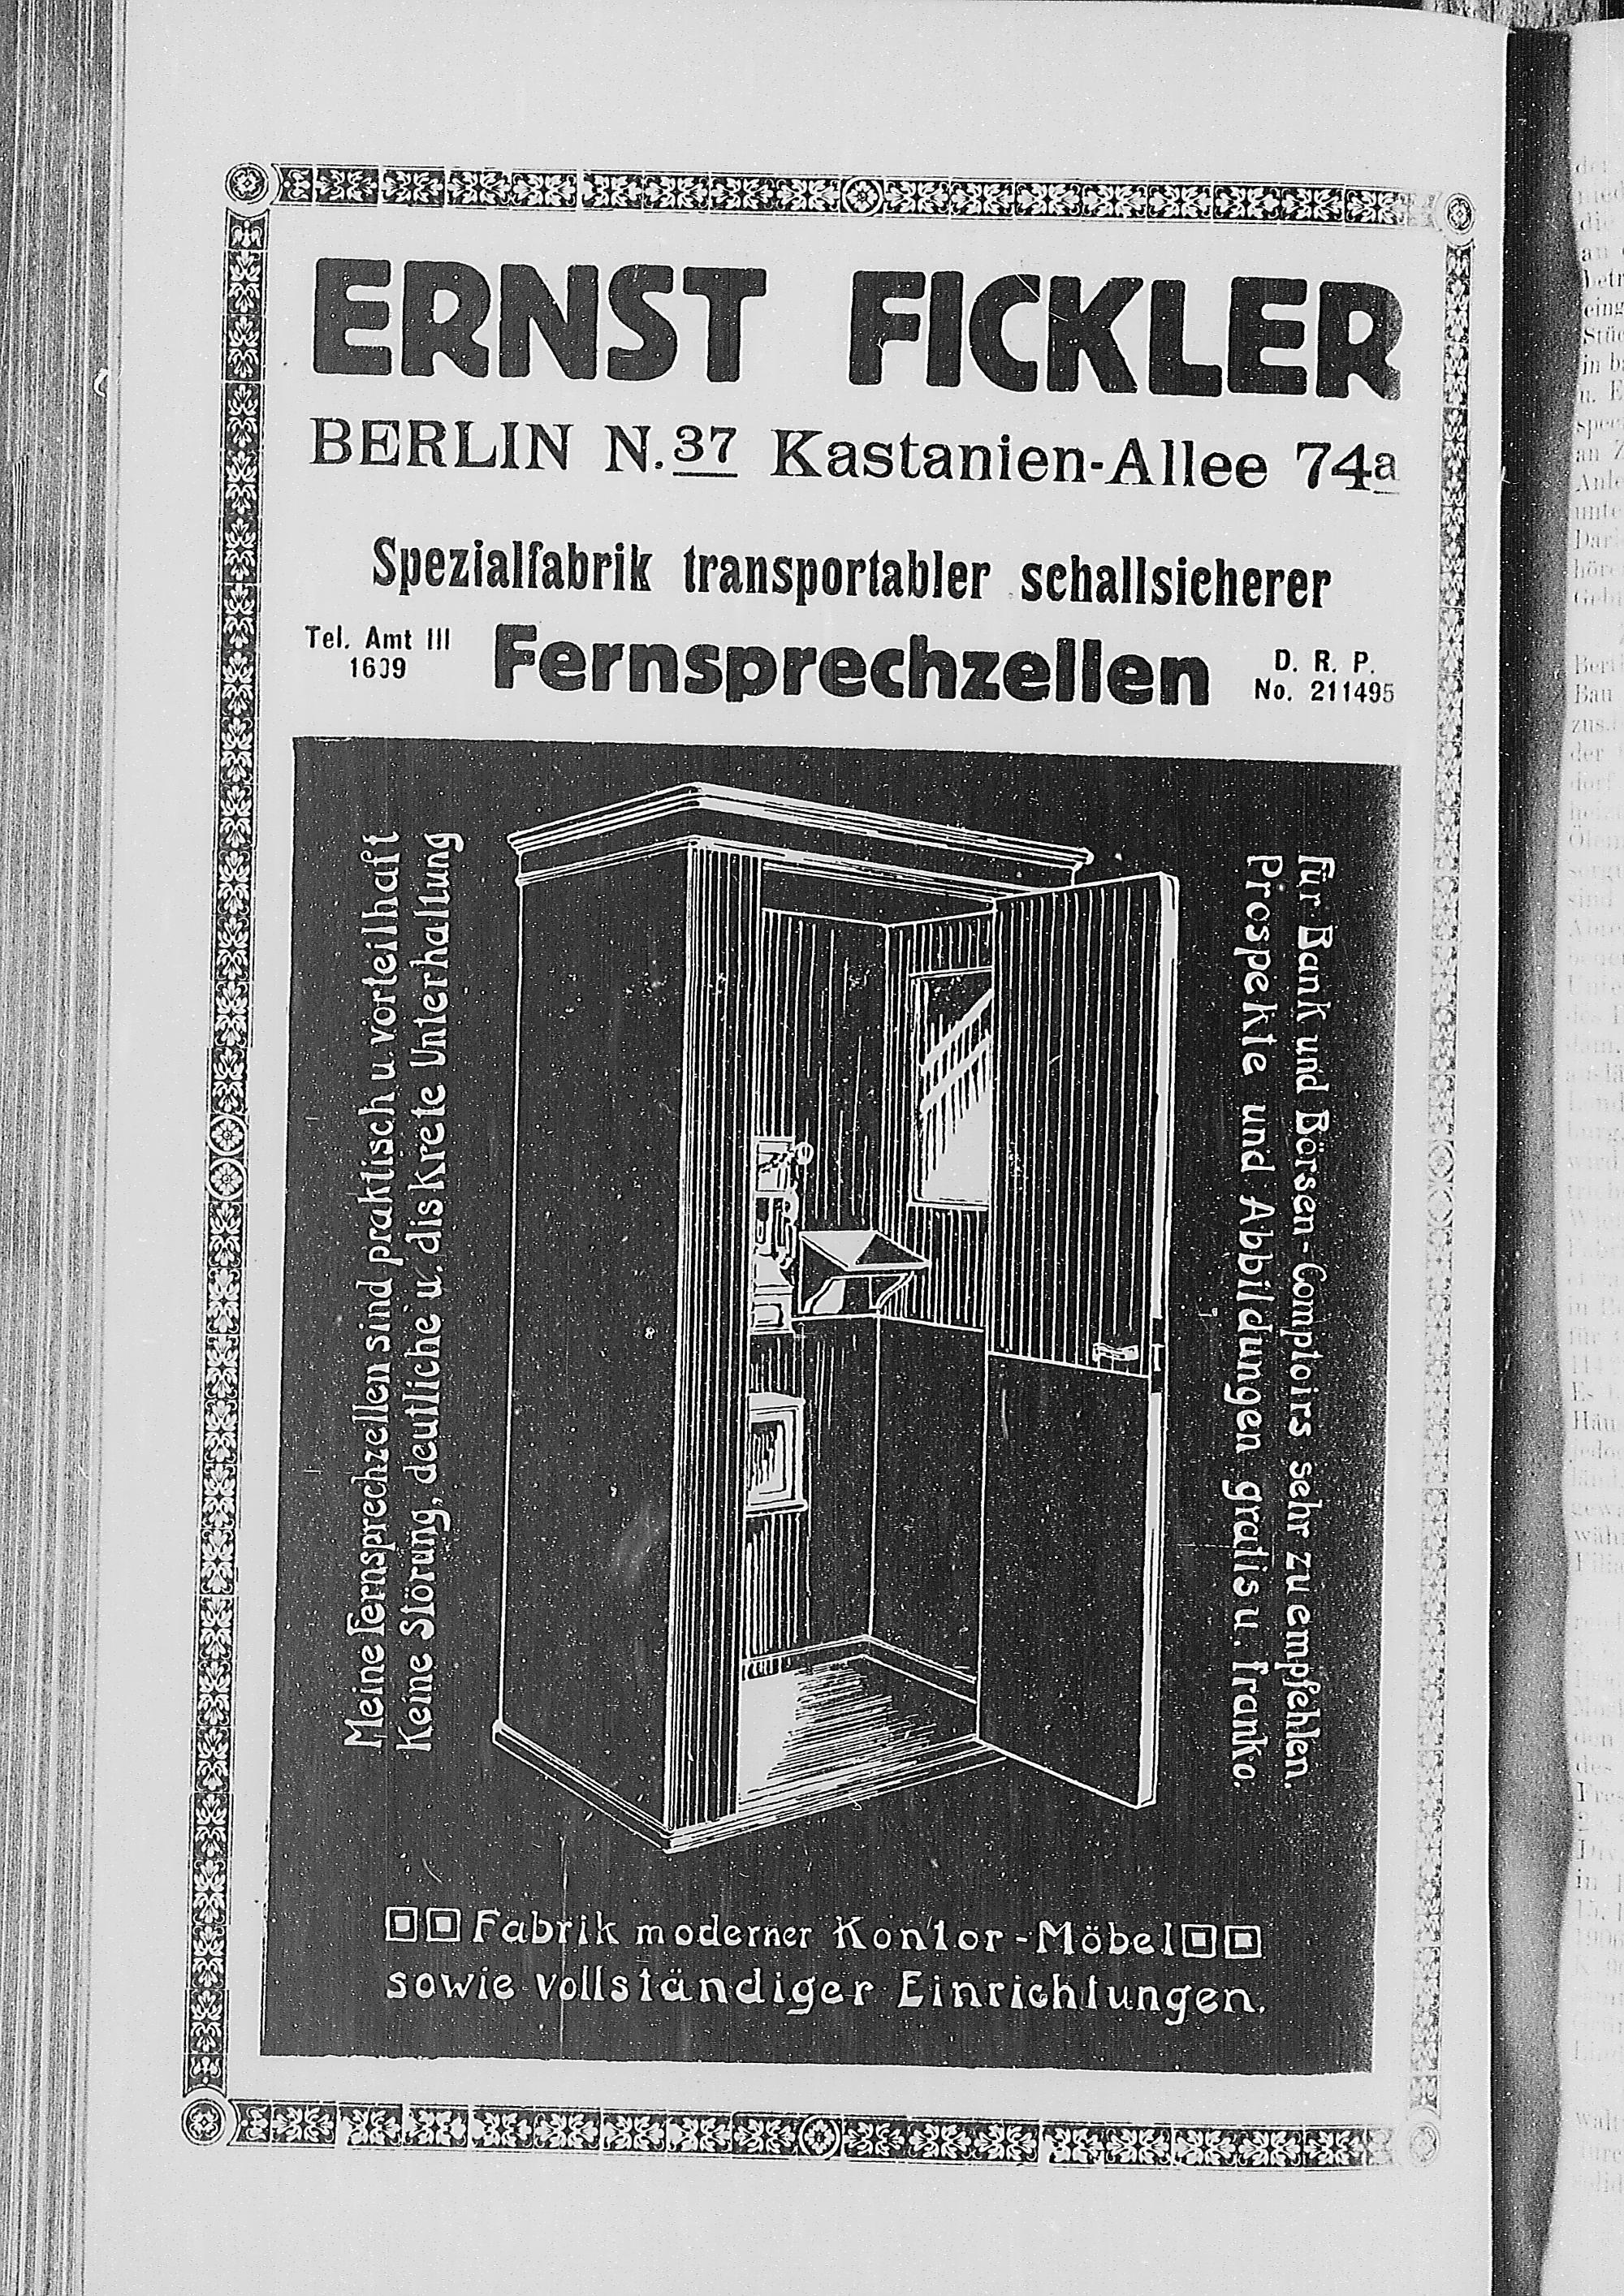 ERNST FICKLER
BERLIN N. 37 Kastanien-Allee 74a
Spezialfabrik transportabler schallsicherer
Tel. Amt III
1609
Fernsprechzellen
D. R. P.
No. 211495
Meine Fernsprechzellen sind praktisch u. vorteilhaft
Keine Störung, deutliche u. diskrete Unterhaltung
Für Bank und Börsen-Comptoirs sehr zu empfehlen.
Prospekte und Abbildungen gratis u. franko.
Fabrik moderner Kontor-Möbel
sowie vollständiger Einrichtungen.